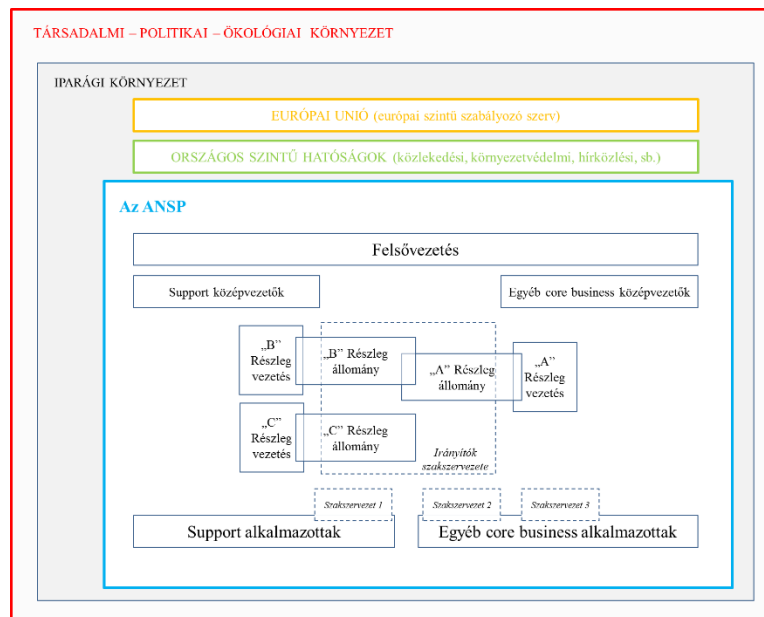 TÁRSADALMI – POLITIKAI – ÖKOLÓGIAI KÖRNYEZET
IPARÁGI KÖRNYEZET
EURÓPAI UNIÓ (európai szintű szabályozó szerv)
ORSZÁGOS SZINTŰ HATÓSÁGOK (közlekedési, környezetvédelmi, hírközlési, sb.)
Az ANSP
Felsővezetés
Support középvezetők
Egyéb core business középvezetők
„B”
Részleg
vezetés
„B” Részleg
állomány
„A” Részleg
állomány
„A”
Részleg
vezetés
„C”
Részleg
vezetés
„C” Részleg
állomány
Irányítók
szakszervezete
Szakszervezet 1
Szakszervezet 2
Szakszervezet 3
Support alkalmazottak
Egyéb core business alkalmazottak